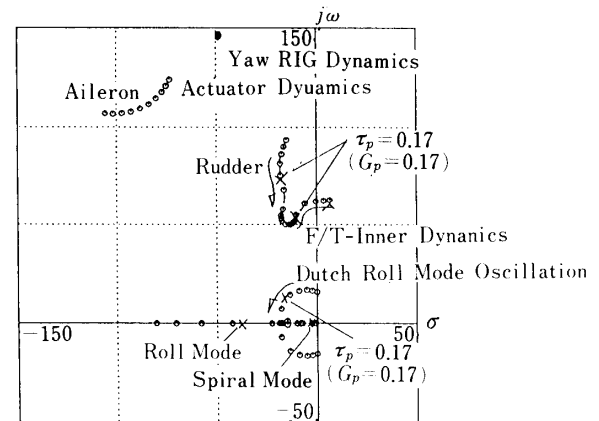 jω
150
Yaw RIG Dynamics
Aileron
Actuator Dyuamics
τp=0.17
(Gp=0.17)
Rudder
F/T-Inner Dynanics
Dutch Roll Mode Oscillation
-150
50
σ
Roll Mode
τp=0.17
(Gp=0.17)
Spiral Mode
-50